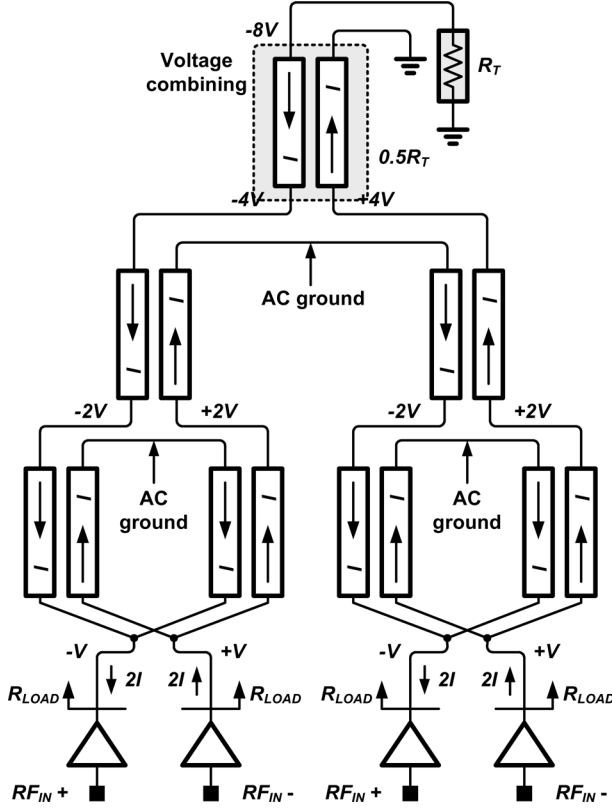 -8V
Voltage
combining
R_T
I
I
0.5R_T
-4V
+4V
AC ground
I
I
I
I
-2V
+2V
-2V
+2V
AC
ground
AC
ground
I
I
I
I
I
I
I
I
-V
+V
-V
+V
R_LOAD
2I
2I
R_LOAD
R_LOAD
2I
2I
R_LOAD
RF_IN +
RF_IN -
RF_IN +
RF_IN -